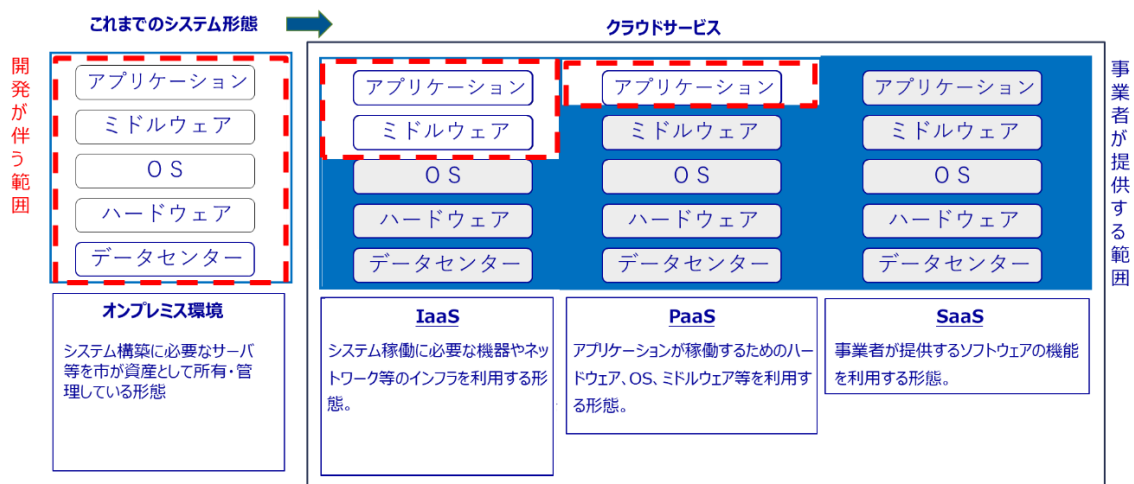 これまでのシステム形態
クラウドサービス
開発が伴う範囲
アプリケーション
ミドルウェア
OS
ハードウェア
データセンター
アプリケーション
ミドルウェア
OS
ハードウェア
データセンター
アプリケーション
ミドルウェア
OS
ハードウェア
データセンター
アプリケーション
ミドルウェア
OS
ハードウェア
データセンター
事業者が提供する範囲
オンプレミス環境
システム構築に必要なサーバ
等を市が資産として所有・管
理している形態
IaaS
システム稼働に必要な機器やネッ
トワーク等のインフラを利用する形
態。
PaaS
アプリケーションが稼働するためのハー
ドウェア、OS、ミドルウェア等を利用す
る形態。
SaaS
事業者が提供するソフトウェアの機能
を利用する形態。